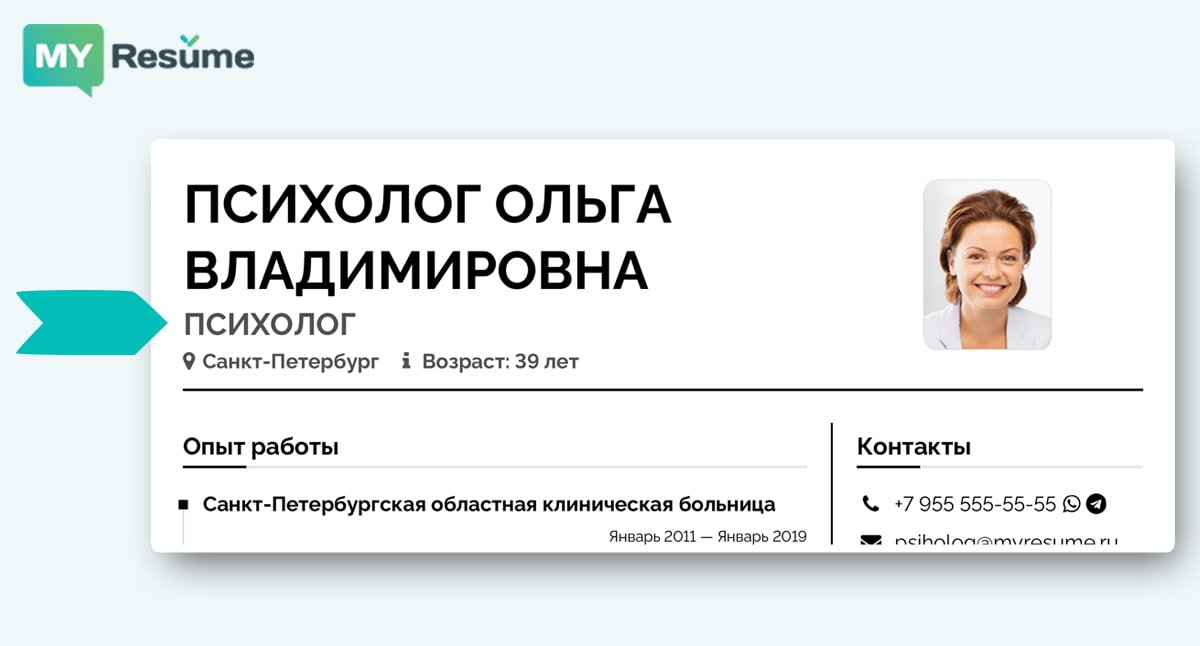 MY Resume
ПСИХОЛОГ ОЛЬГА
ВЛАДИМИРОВНА
ПСИХОЛОГ
Санкт-Петербург Возраст: 39 лет
Опыт работы
Санкт-Петербургская областная клиническая больница
Январь 2011 — Январь 2019
Контакты
+7 955 555-55-55
psiholog@myresume.ru